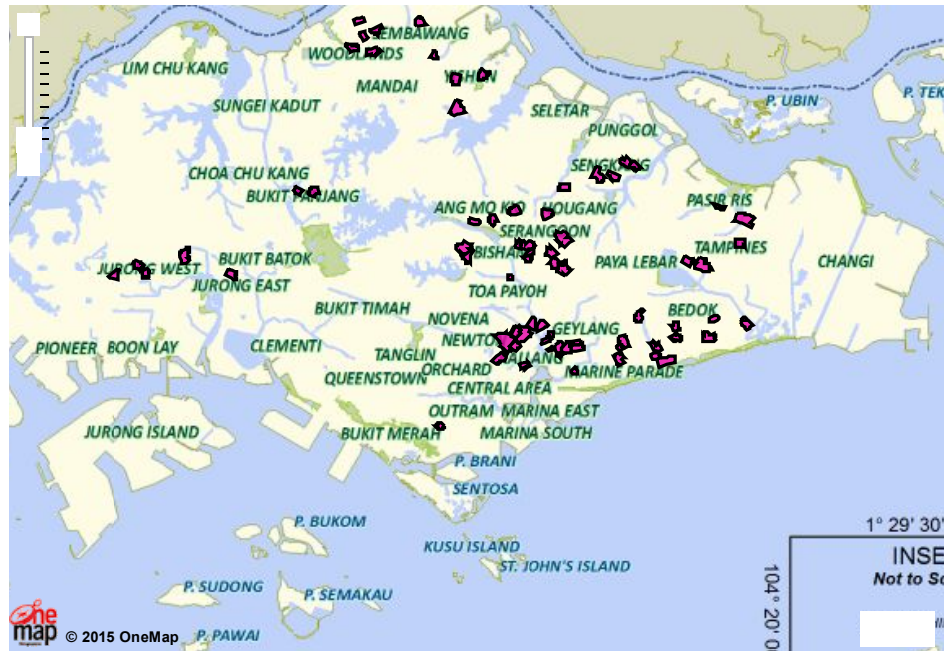 SEMBAWANG
WOODLANDS
LIM CHU KANG
YISHUN
MANDAI
P. UBIN
P. TEK
SUNGEI KADUT
SELETAR
PUNGGOL
SENGKANG
CHOA CHU KANG
BUKIT PANJANG
PASIR RIS
ANG MO KIO
HOUGANG
SERANGOON
BISHAN
TAMPINES
PAYA LEBAR
CHANGI
BUKIT BATOK
JURONG WEST
JURONG EAST
TOA PAYOH
BUKIT TIMAH
BEDOK
NOVENA
GEYLANG
NEWTON
PIONEER
BOON LAY
CLEMENTI
TANGLIN
KALLANG
ORCHARD
MARINE PARADE
QUEENSTOWN
CENTRAL AREA
OUTRAM
MARINA EAST
JURONG ISLAND
BUKIT MERAH
MARINA SOUTH
P. BRANI
SENTOSA
P. BUKOM
1° 29' 30'
KUSU ISLAND
INSE
ST. JOHN'S ISLAND
Not to Sc
104° 20' 0
P. SUDONG
P. SEMAKAU
One
map © 2015 OneMap
P. PAWAI